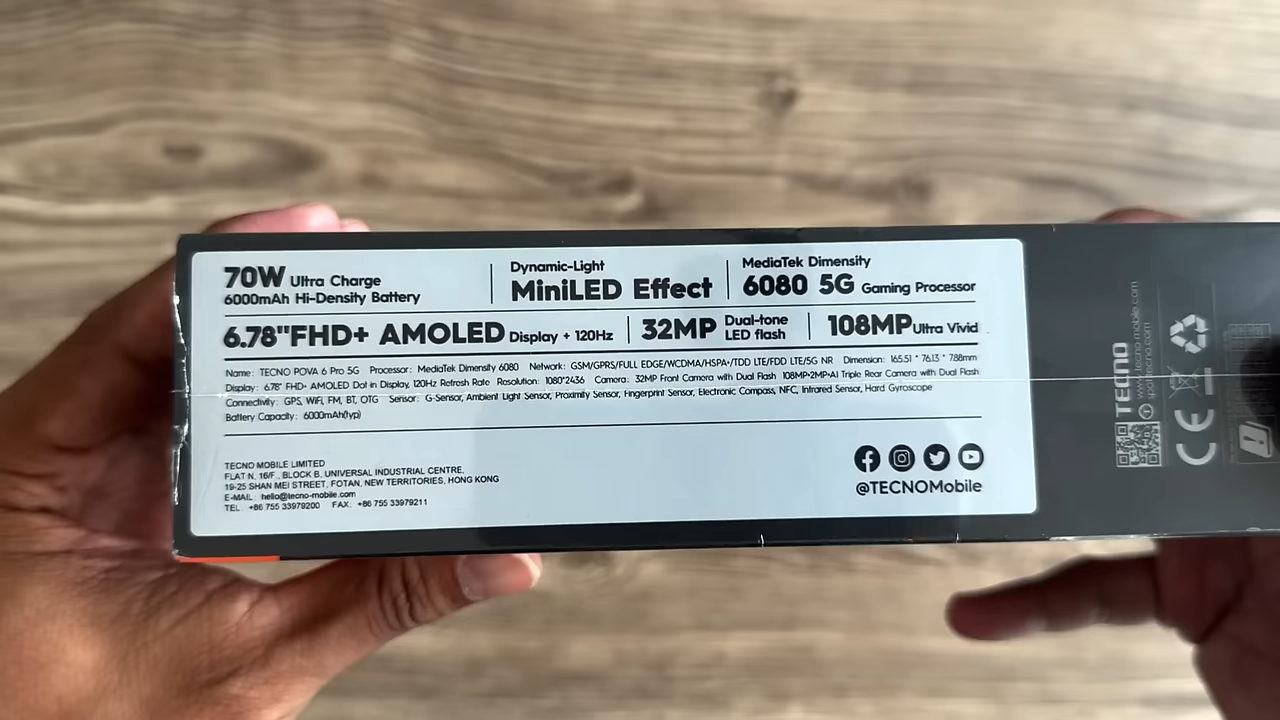 70W Ultra Charge
6000mAh Hi-Density Battery
Dynamic-Light
MiniLED Effect
MediaTek Dimensity
6080 5G Gaming Processor
6.78"FHD+ AMOLED Display + 120Hz
32MP Dual-tone LED flash
108MP Ultra Vivid
Name: TECNO POVA 6 Pro 5G Processor: MediaTek Dimensity 6080 Network: GSM/GPRS/FULL EDGE/WCDMA/HSPA+/TDD LTE/FDD LTE/5G NR Dimension: 165.51 * 76.13 * 7.88mm
Display: 6.78" FHD+ AMOLED Dot in Display, 120Hz Refresh Rate Resolution: 1080*2436 Camera: 32MP Front Camera with Dual Flash 108MP+2MP+AI Triple Rear Camera with Dual Flash
Connectivity: GPS, WiFi, FM, BT, OTG Sensor: G-Sensor, Ambient Light Sensor, Proximity Sensor, Fingerprint Sensor, Electronic Compass, NFC, Infrared Sensor, Hard Gyroscope
Battery Capacity: 6000mAh(typ)
TECNO MOBILE LIMITED
FLAT N, 16/F., BLOCK B, UNIVERSAL INDUSTRIAL CENTRE,
19-25 SHAN MEI STREET, FOTAN, NEW TERRITORIES, HONG KONG
E-MAIL: hello@tecno-mobile.com
TEL: +86 755 33979200 FAX: +86 755 33979211
@TECNOMobile
TECNO
www.tecno-mobile.com
CE